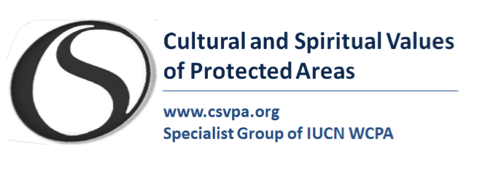 Cultural and Spiritual Values
of Protected Areas
www.csvpa.org
Specialist Group of IUCN WCPA